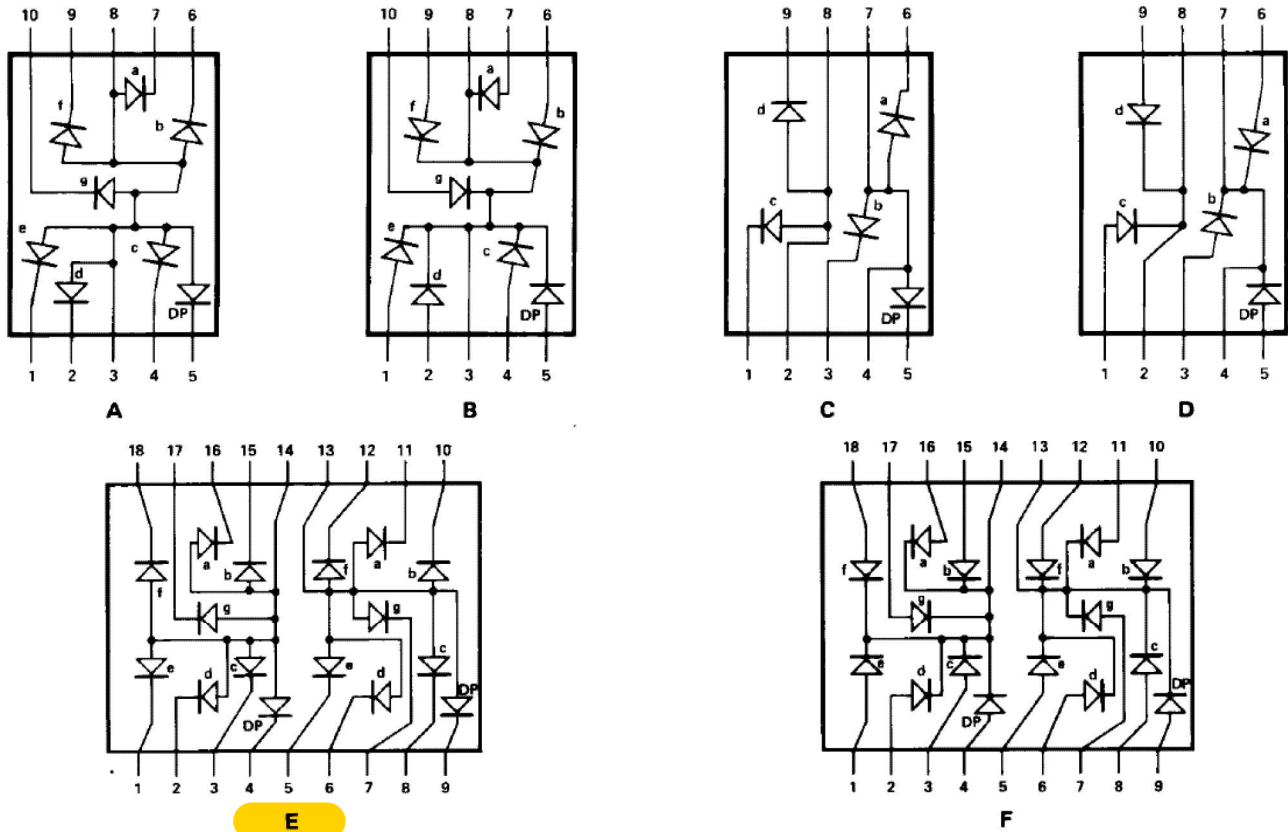 10 9 8 7 6 10 9 8 7 6 9 8 7 6 9 8 7 6
a a
f b f b d a d a
g g
e c e c c b c b
d d
DP DP DP DP
1 2 3 4 5 1 2 3 4 5 1 2 3 4 5 1 2 3 4 5
A B C D
18 17 16 15 14 13 12 11 10 18 17 16 15 14 13 12 11 10
a a a a
f b f b f b f b
g g g g
e d c e d c e d c e d c
DP DP DP DP
1 2 3 4 5 6 7 8 9 1 2 3 4 5 6 7 8 9
E F